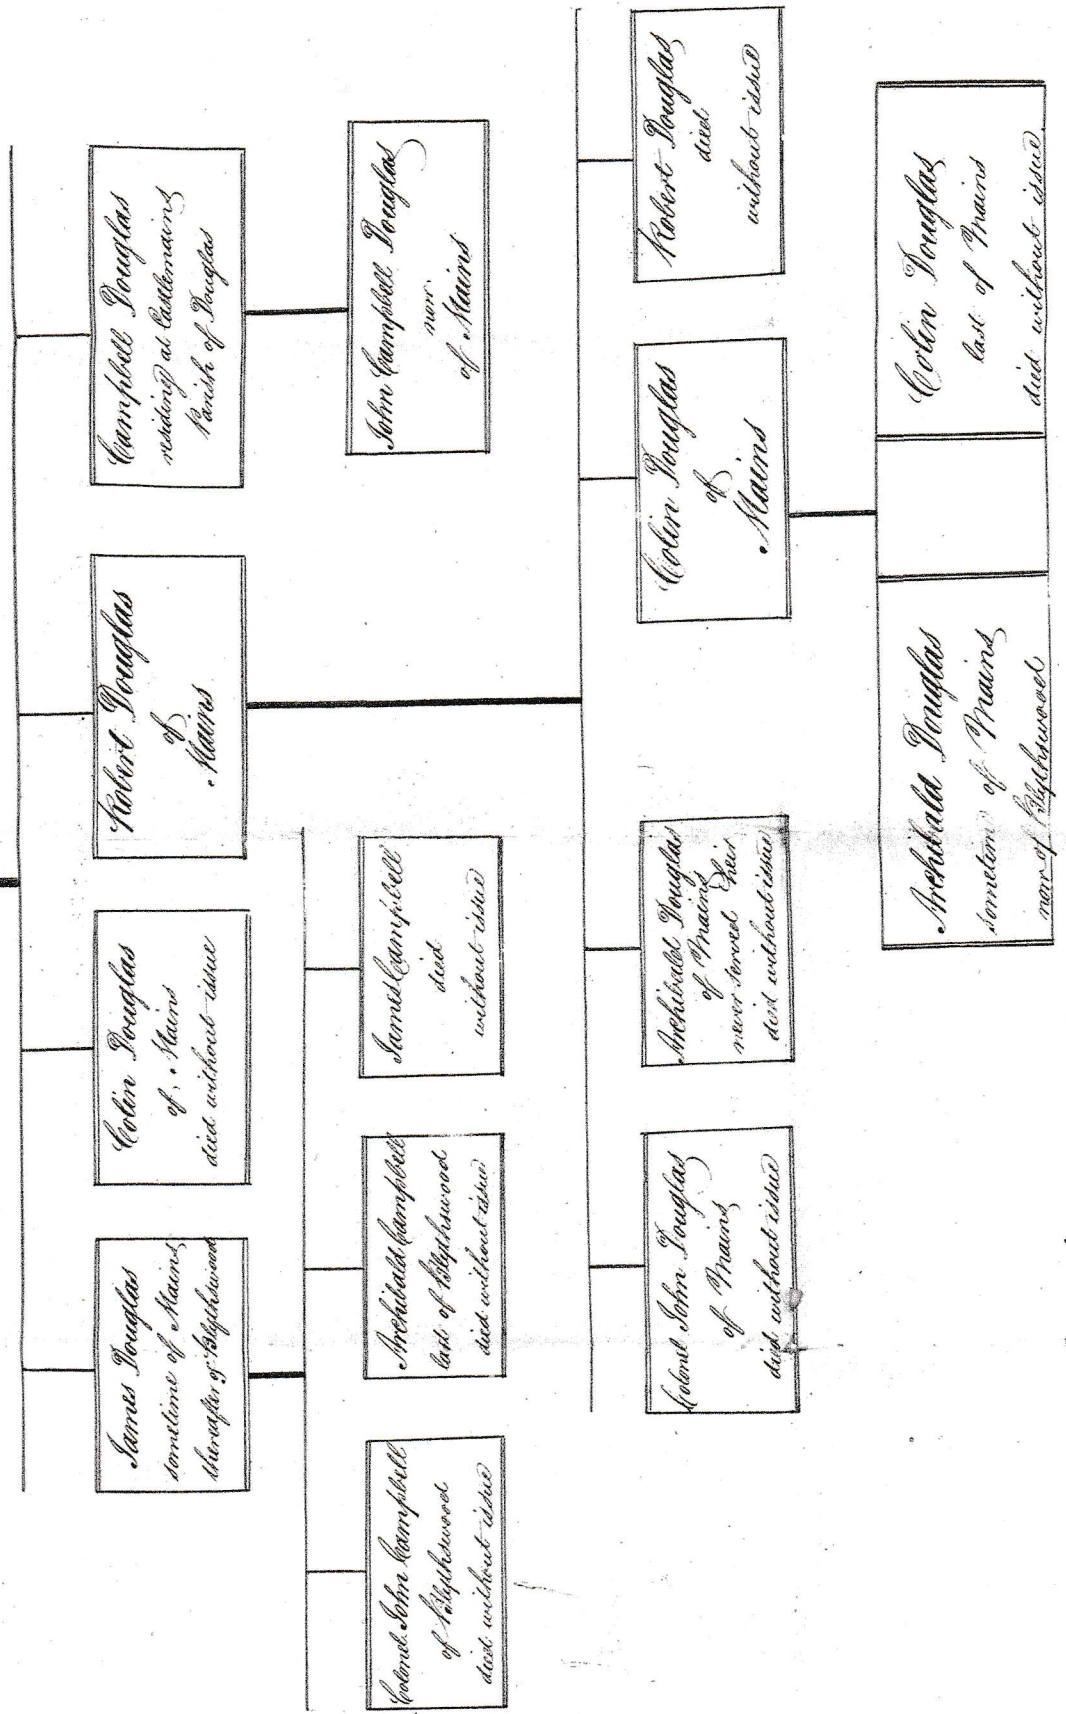 James Douglas
sometime of Mains
thereafter of Blythswood
Colin Douglas
of Mains
died without issue
Robert Douglas
of
Mains
Campbell Douglas
residing at Castlemains
Parish of Douglas
Colonel John Campbell
of Blythswood
died without issue
Archibald Campbell
last of Blythswood
died without issue
James Campbell
died
without issue
John Campbell Douglas
now
of Mains
Colonel John Douglas
of Mains
died without issue
Archibald Douglas
of Mains
never served heir
died without issue
Colin Douglas
of
Mains
Robert Douglas
died
without issue
Archibald Douglas
sometime of Mains
now of Blythswood
Colin Douglas
last of Mains
died without issue